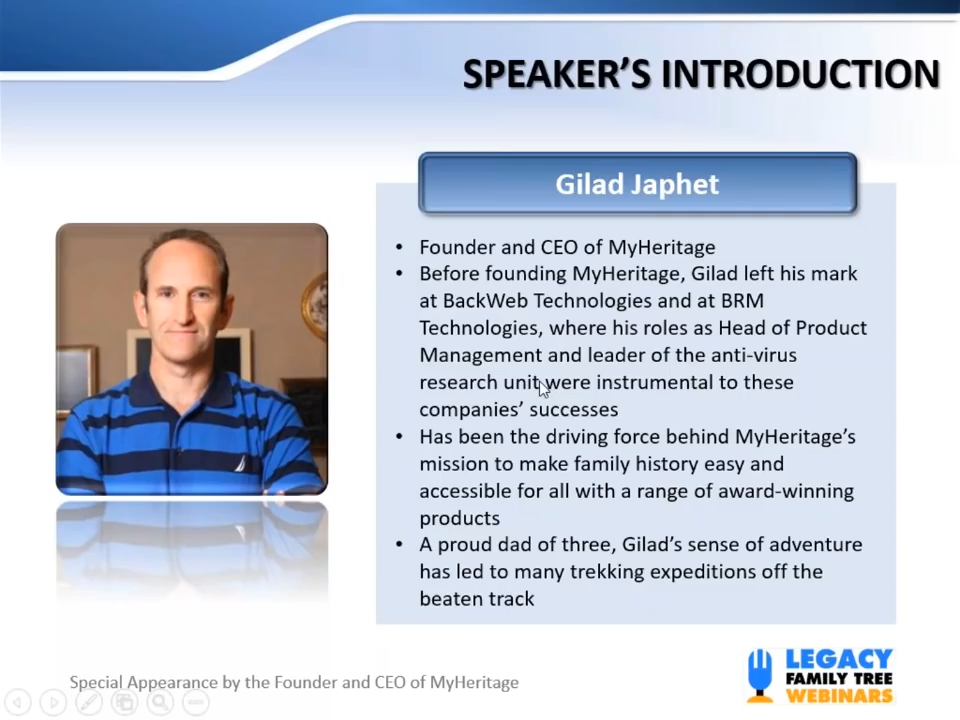 SPEAKER’S INTRODUCTION
Gilad Japhet
• Founder and CEO of MyHeritage
• Before founding MyHeritage, Gilad left his mark
at BackWeb Technologies and at BRM
Technologies, where his roles as Head of Product
Management and leader of the anti-virus
research unit were instrumental to these
companies’ successes
• Has been the driving force behind MyHeritage’s
mission to make family history easy and
accessible for all with a range of award-winning
products
• A proud dad of three, Gilad’s sense of adventure
has led to many trekking expeditions off the
beaten track
Special Appearance by the Founder and CEO of MyHeritage
LEGACY
FAMILY TREE
WEBINARS